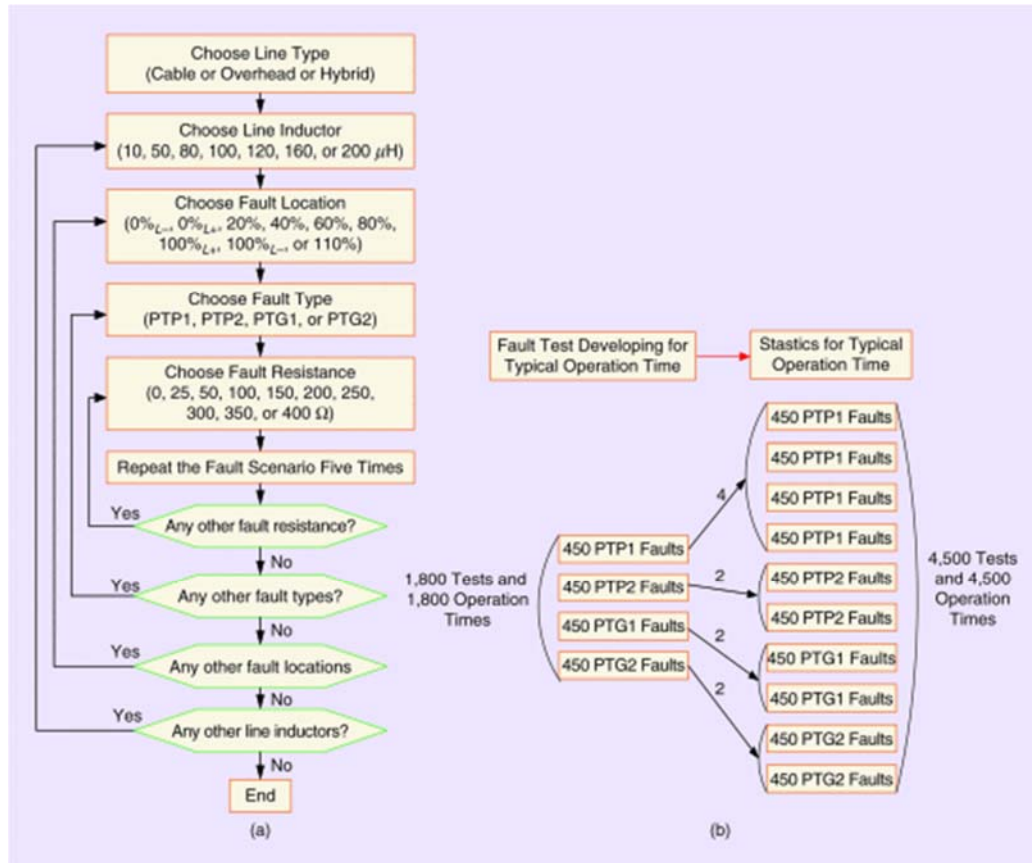 Choose Line Type
(Cable or Overhead or Hybrid)
Choose Line Inductor
(10, 50, 80, 100, 120, 160, or 200 μH)
Choose Fault Location
(0%L−, 0%L+, 20%, 40%, 60%, 80%,
100%L+, 100%L−, or 110%)
Choose Fault Type
(PTP1, PTP2, PTG1, or PTG2)
Choose Fault Resistance
(0, 25, 50, 100, 150, 200, 250,
300, 350, or 400 Ω)
Repeat the Fault Scenario Five Times
Yes
Any other fault resistance?
No
Yes
Any other fault types?
No
Yes
Any other fault locations
No
Yes
Any other line inductors?
No
End
(a)
Fault Test Developing for
Typical Operation Time
Stastics for Typical
Operation Time
1,800 Tests and
1,800 Operation
Times
450 PTP1 Faults
450 PTP2 Faults
450 PTG1 Faults
450 PTG2 Faults
4
2
2
2
450 PTP1 Faults
450 PTP1 Faults
450 PTP1 Faults
450 PTP1 Faults
450 PTP2 Faults
450 PTP2 Faults
450 PTG1 Faults
450 PTG1 Faults
450 PTG2 Faults
450 PTG2 Faults
4,500 Tests
and 4,500
Operation
Times
(b)